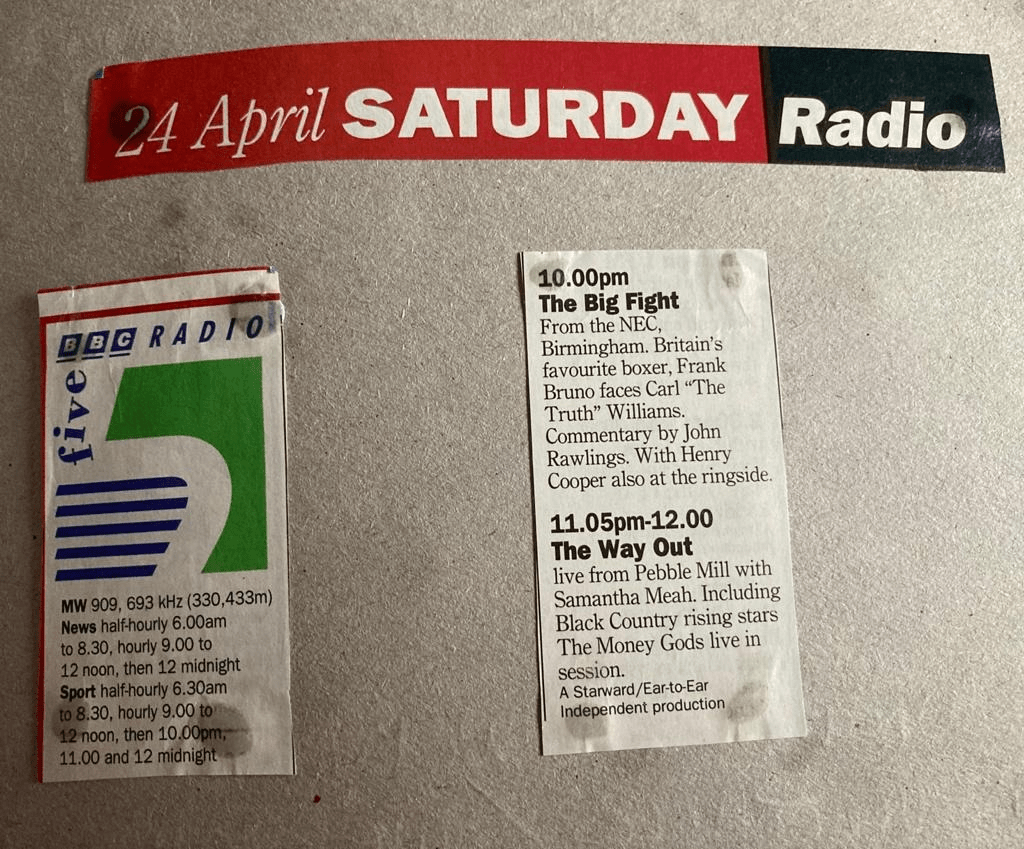 24 April SATURDAY Radio
BBC RADIO
five
5
MW 909, 693 kHz (330,433m)
News half-hourly 6.00am
to 8.30, hourly 9.00 to
12 noon, then 12 midnight
Sport half-hourly 6.30am
to 8.30, hourly 9.00 to
12 noon, then 10.00pm,
11.00 and 12 midnight
10.00pm
The Big Fight
From the NEC,
Birmingham. Britain's
favourite boxer, Frank
Bruno faces Carl "The
Truth" Williams.
Commentary by John
Rawlings. With Henry
Cooper also at the ringside.
11.05pm-12.00
The Way Out
live from Pebble Mill with
Samantha Meah. Including
Black Country rising stars
The Money Gods live in
session.
A Starward/Ear-to-Ear
Independent production